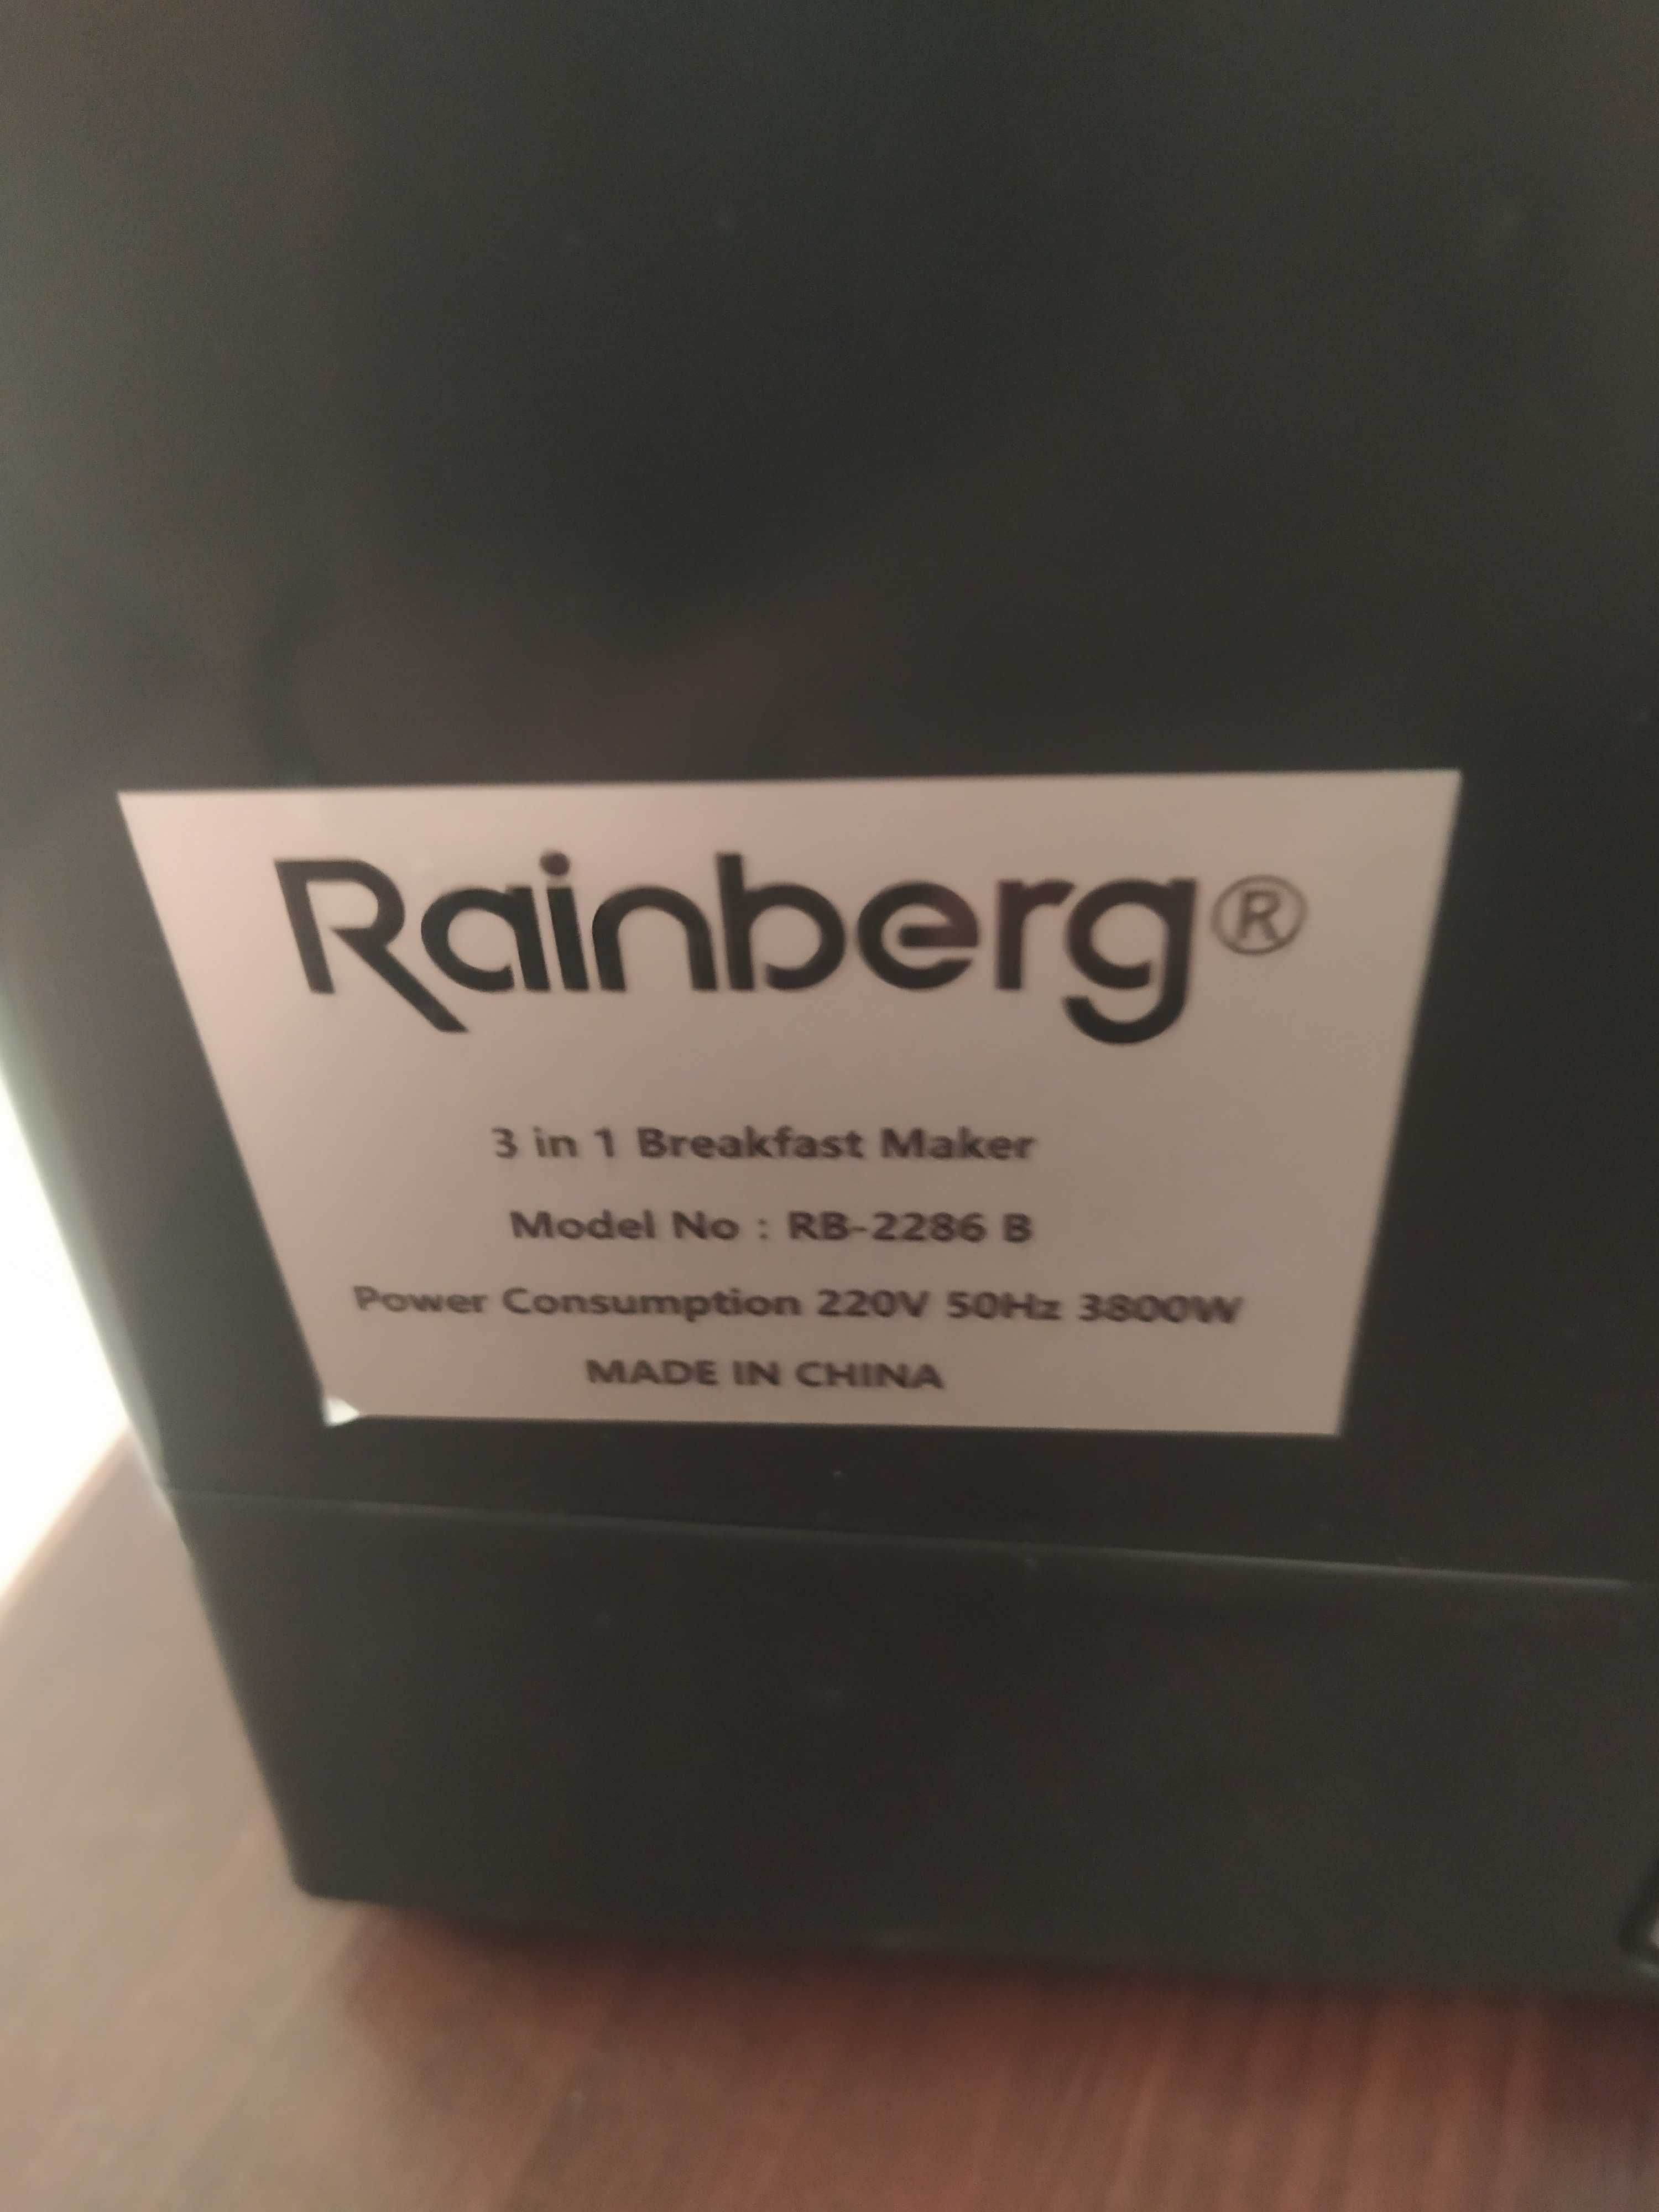 Rainberg®
3 in 1 Breakfast Maker
Model No : RB-2286 B
Power Consumption 220V 50Hz 3800W
MADE IN CHINA